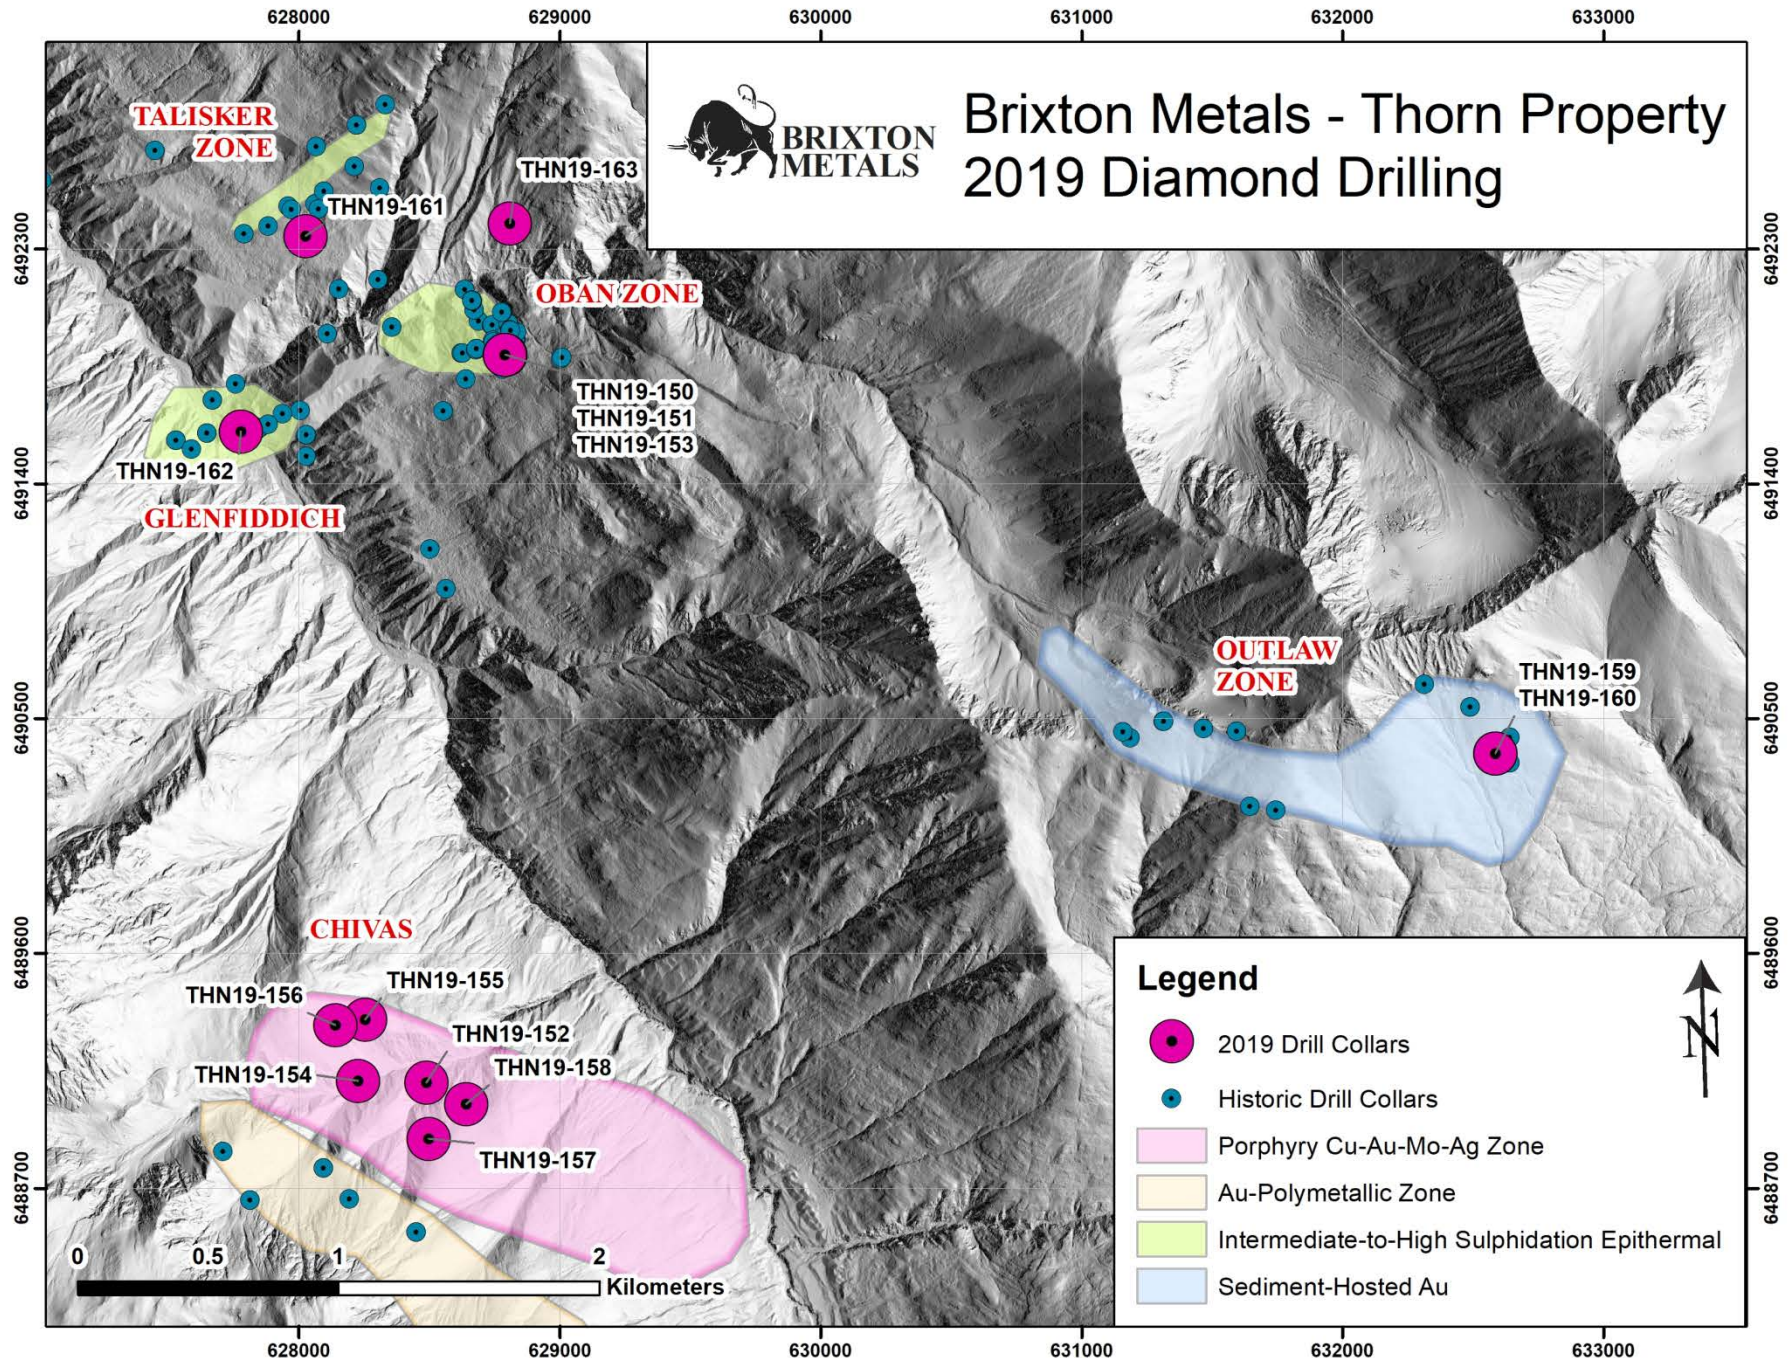 628000 629000 630000 631000 632000 633000
Brixton Metals - Thorn Property
2019 Diamond Drilling
BRIXTON
METALS
TALISKER
ZONE
THN19-163
THN19-161
6492300
6492300
OBAN ZONE
THN19-150
THN19-151
THN19-153
THN19-162
GLENFIDDICH
6491400
6491400
OUTLAW
ZONE
THN19-159
THN19-160
6490500
6490500
CHIVAS
6489600
6489600
THN19-155
THN19-156
THN19-152
THN19-158
THN19-154
THN19-157
6488700
6488700
Legend
N
2019 Drill Collars
Historic Drill Collars
Porphyry Cu-Au-Mo-Ag Zone
Au-Polymetallic Zone
Intermediate-to-High Sulphidation Epithermal
Sediment-Hosted Au
0 0.5 1 2
Kilometers
628000 629000 630000 631000 632000 633000